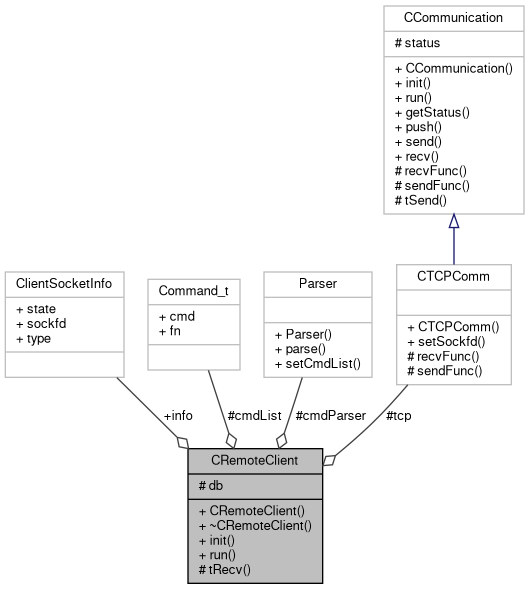 CCommunication
# status
+ CCommunication()
+ init()
+ run()
+ getStatus()
+ push()
+ send()
+ recv()
# recvFunc()
# sendFunc()
# tSend()
ClientSocketInfo
+ state
+ sockfd
+ type
Command_t
+ cmd
+ fn
Parser
+ Parser()
+ parse()
+ setCmdList()
CTCPComm
+ CTCPComm()
+ setSockfd()
# recvFunc()
# sendFunc()
+info
#cmdList
#cmdParser
#tcp
CRemoteClient
# db
+ CRemoteClient()
+ ~CRemoteClient()
+ init()
+ run()
# tRecv()